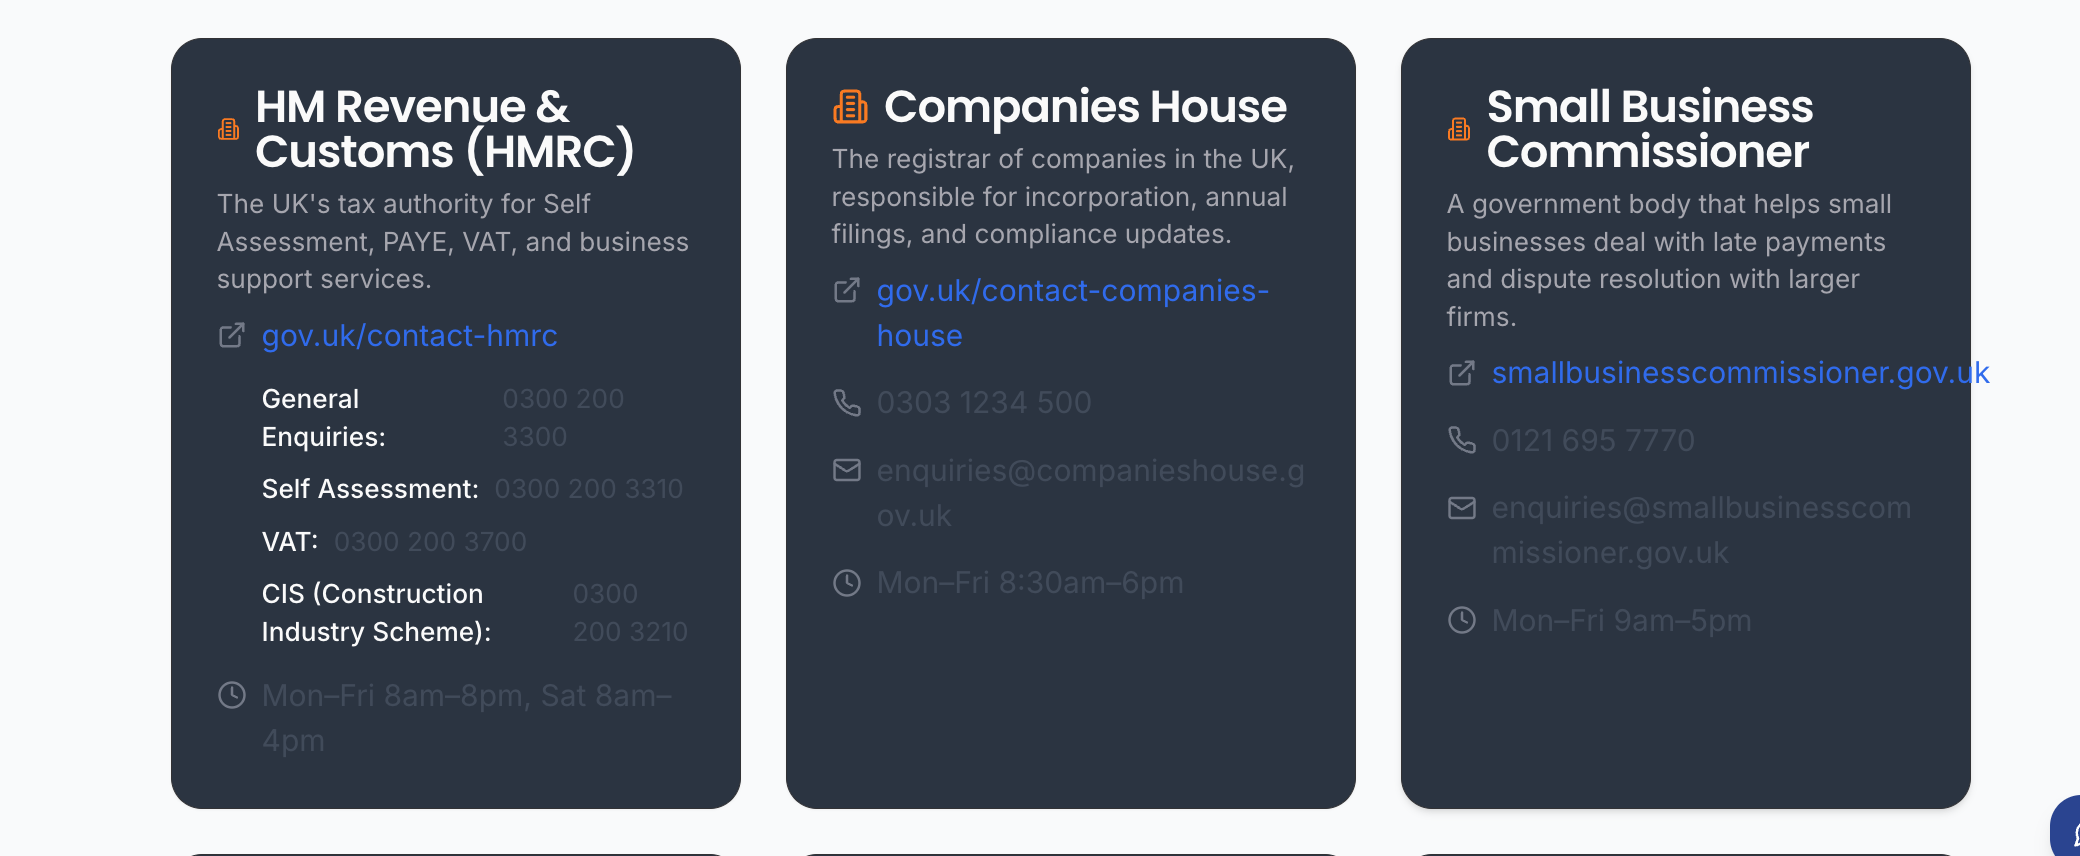 HM Revenue &
Customs (HMRC)
The UK's tax authority for Self
Assessment, PAYE, VAT, and business
support services.
gov.uk/contact-hmrc
General 0300 200
Enquiries: 3300
Self Assessment: 0300 200 3310
VAT: 0300 200 3700
CIS (Construction 0300
Industry Scheme): 200 3210
Mon–Fri 8am–8pm, Sat 8am–
4pm
Companies House
The registrar of companies in the UK,
responsible for incorporation, annual
filings, and compliance updates.
gov.uk/contact-companies-
house
0303 1234 500
enquiries@companieshouse.g
ov.uk
Mon–Fri 8:30am–6pm
Small Business
Commissioner
A government body that helps small
businesses deal with late payments
and dispute resolution with larger
firms.
smallbusinesscommissioner.gov.uk
0121 695 7770
enquiries@smallbusinesscom
missioner.gov.uk
Mon–Fri 9am–5pm